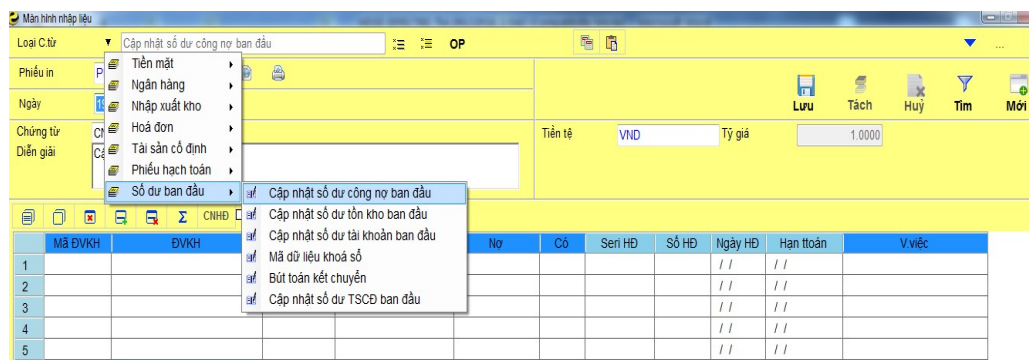 Màn hình nhập liệu
Loại C.từ ▼ Cập nhật số dư công nợ ban đầu OP ▼ ...
Phiếu in P
Ngày
Lưu Tách Huỷ Tìm Mới
Chứng từ CN Tiền tệ VND Tỷ giá 1.0000
Diễn giải Cá
Tiền mặt
Ngân hàng
Nhập xuất kho
Hoá đơn
Tài sản cố định
Phiếu hạch toán
Số dư ban đầu
Cập nhật số dư công nợ ban đầu
Cập nhật số dư tồn kho ban đầu
Cập nhật số dư tài khoản ban đầu
Mã dữ liệu khoá sổ
Bút toán kết chuyển
Cập nhật số dư TSCĐ ban đầu
Σ CNHĐ
Mã ĐVKH ĐVKH Nợ Có Seri HĐ Số HĐ Ngày HĐ Hạn ttoán V.việc
1 / / / /
2 / / / /
3 / / / /
4 / / / /
5 / / / /